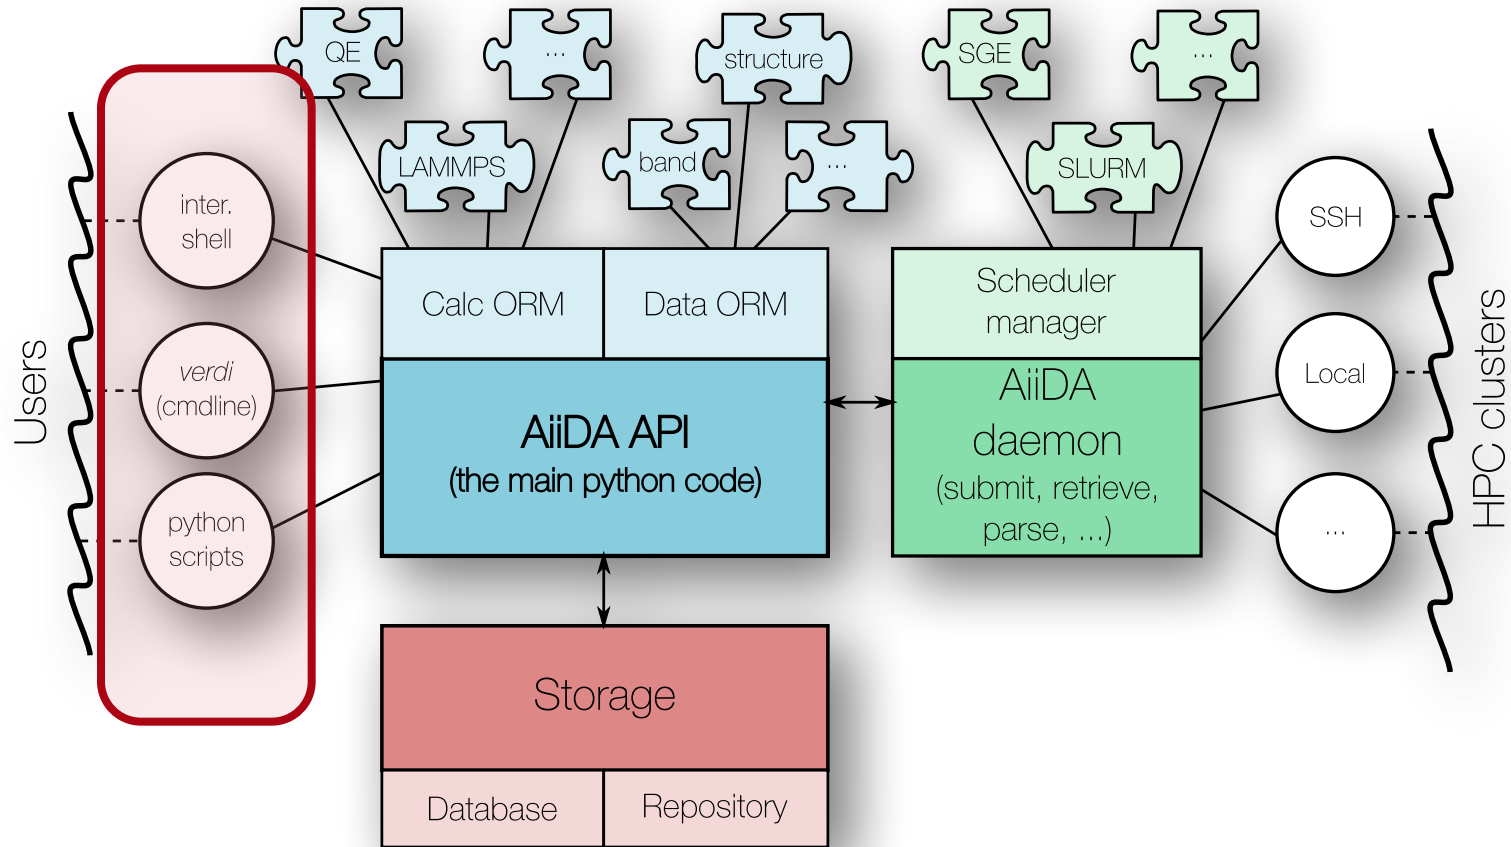 QE
...
structure
SGE
...
LAMMPS
band
...
SLURM
inter.
shell
SSH
Calc ORM
Data ORM
Scheduler
manager
Users
verdi
(cmdline)
AiiDA API
(the main python code)
AiiDA
daemon
(submit, retrieve,
parse, ...)
Local
HPC clusters
python
scripts
...
Storage
Database
Repository